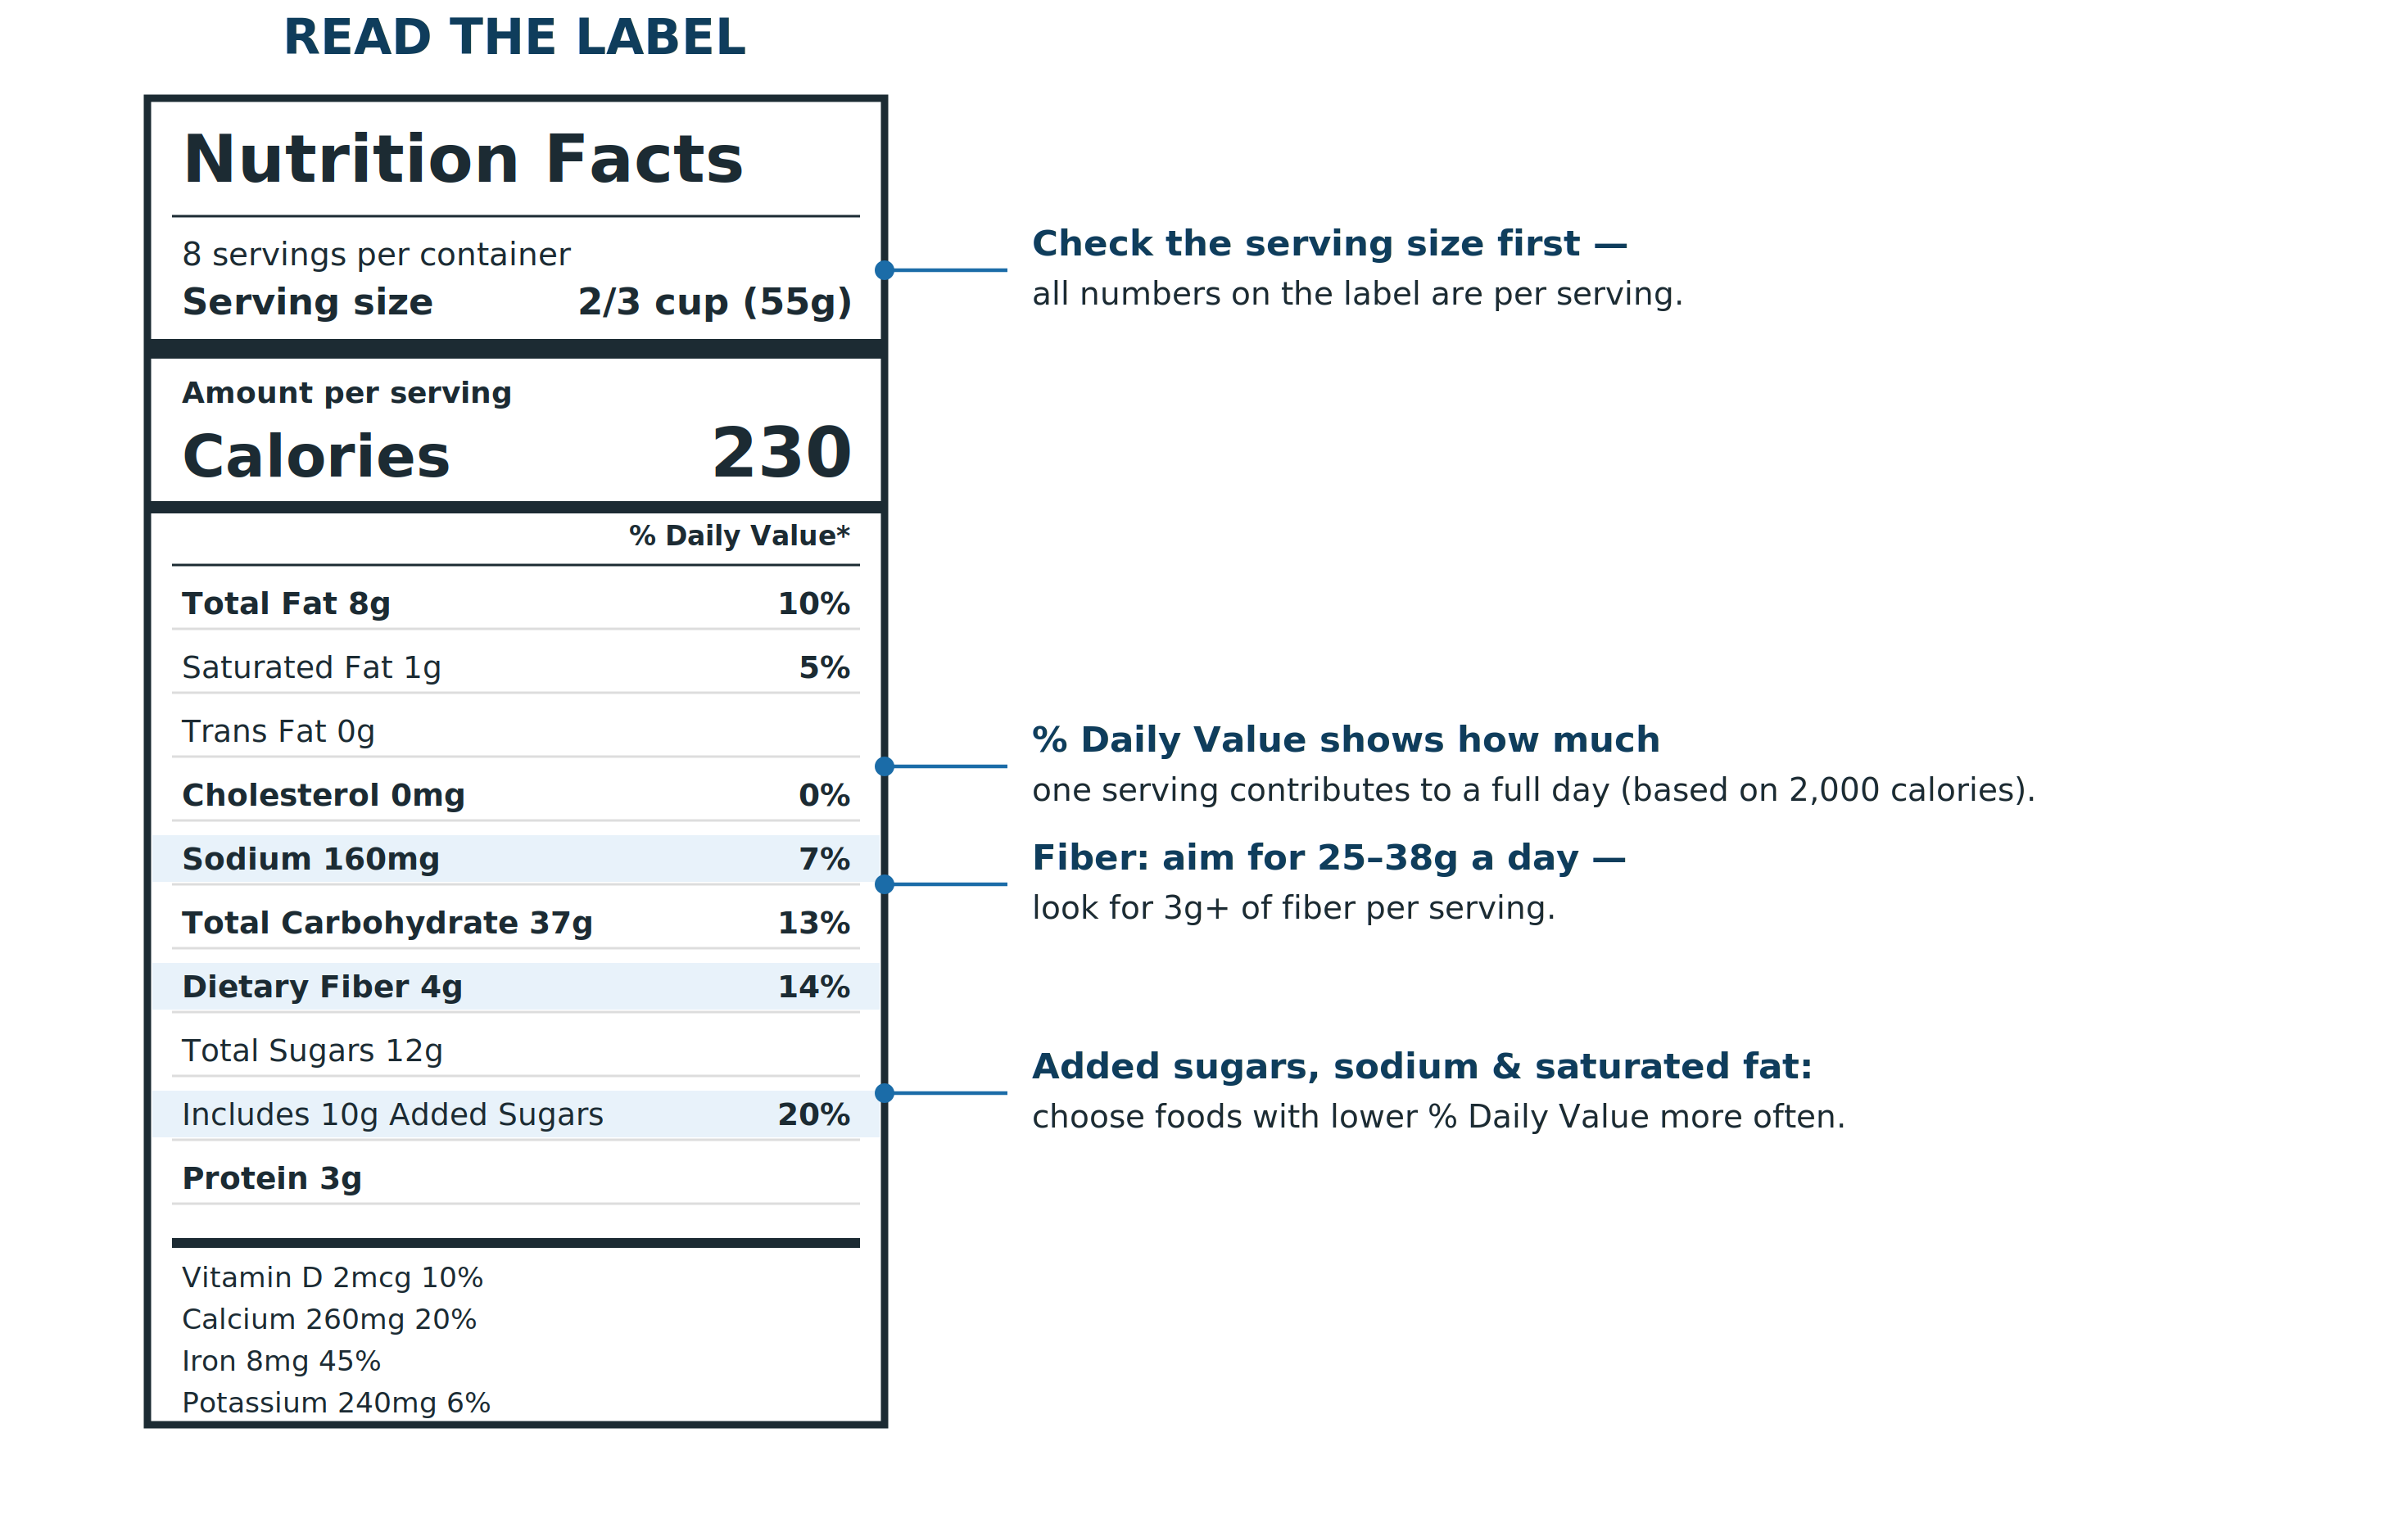 READ THE LABEL
Nutrition Facts
8 servings per container
Serving size 2/3 cup (55g)
Amount per serving
Calories 230
% Daily Value*
Total Fat 8g 10%
Saturated Fat 1g 5%
Trans Fat 0g
Cholesterol 0mg 0%
Sodium 160mg 7%
Total Carbohydrate 37g 13%
Dietary Fiber 4g 14%
Total Sugars 12g
Includes 10g Added Sugars 20%
Protein 3g
Vitamin D 2mcg 10%
Calcium 260mg 20%
Iron 8mg 45%
Potassium 240mg 6%
Check the serving size first —
all numbers on the label are per serving.
% Daily Value shows how much
one serving contributes to a full day (based on 2,000 calories).
Fiber: aim for 25–38g a day —
look for 3g+ of fiber per serving.
Added sugars, sodium & saturated fat:
choose foods with lower % Daily Value more often.